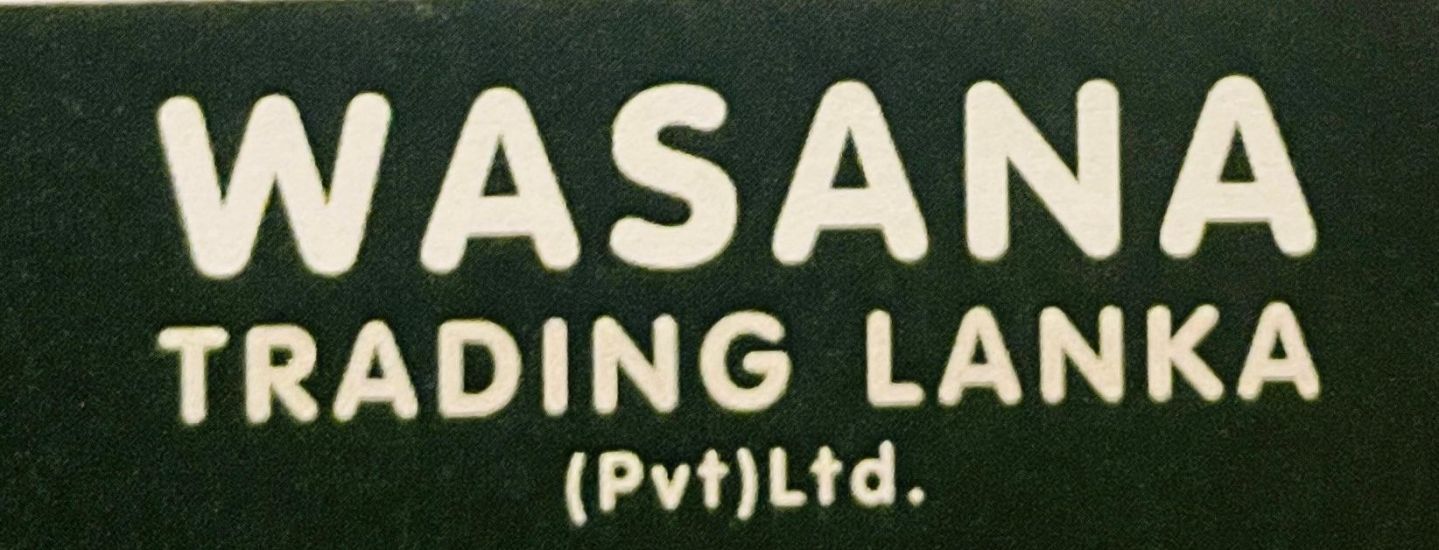 WASANA
TRADING LANKA
(Pvt)Ltd.